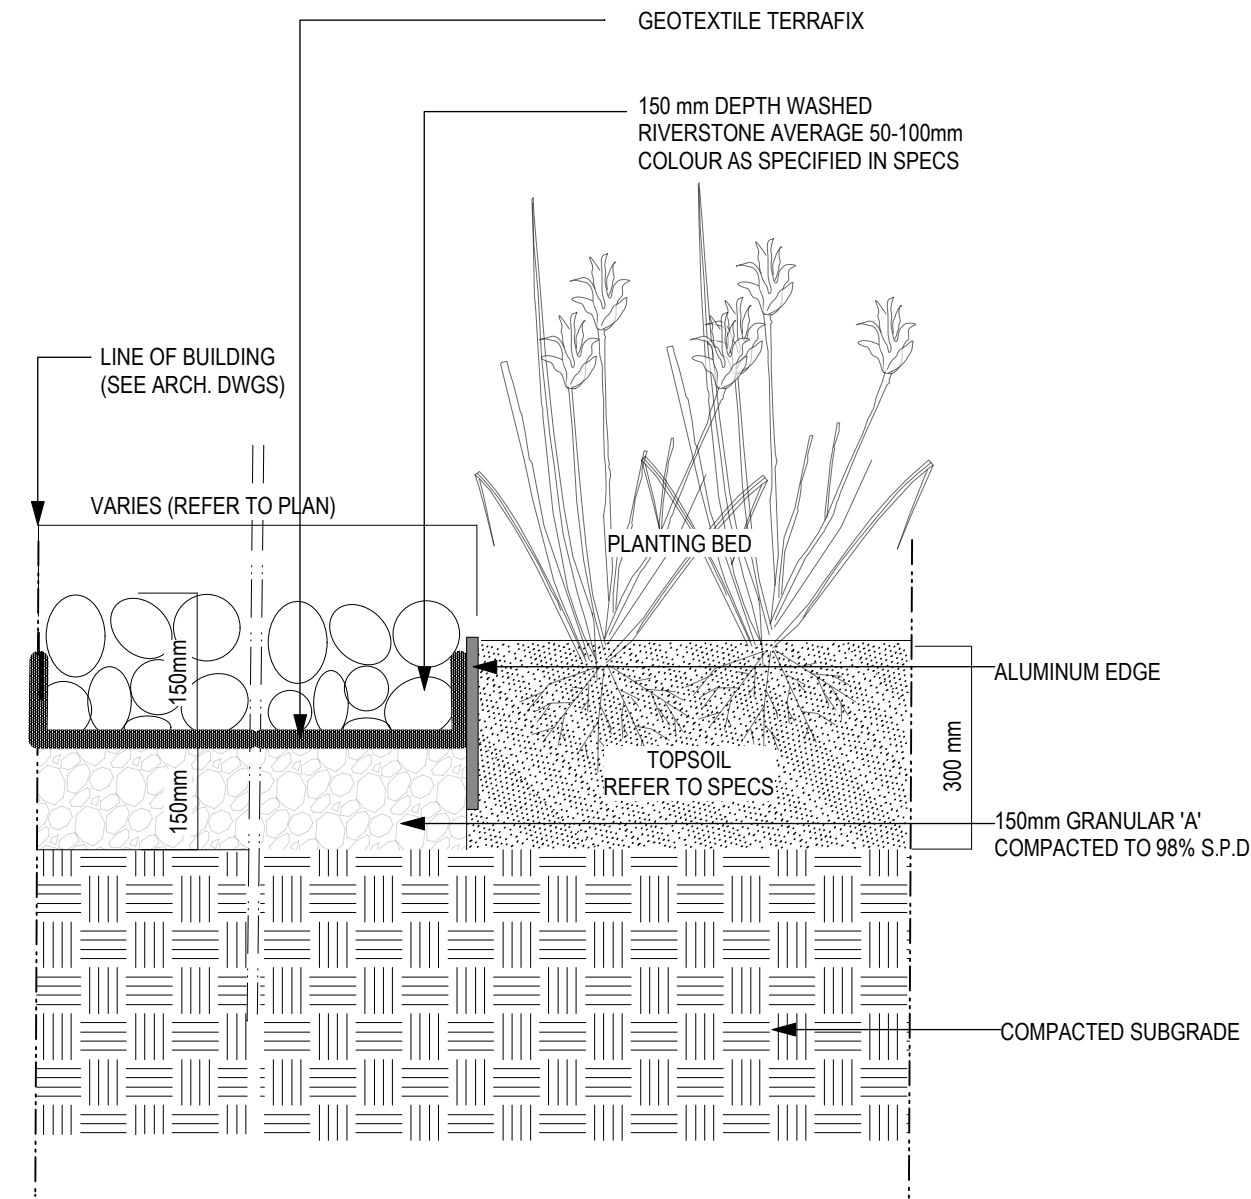 GEOTEXTILE TERRAFIX
150 mm DEPTH WASHED
RIVERSTONE AVERAGE 50-100mm
COLOUR AS SPECIFIED IN SPECS
LINE OF BUILDING
(SEE ARCH. DWGS)
VARIES (REFER TO PLAN)
PLANTING BED
150mm
ALUMINUM EDGE
TOPSOIL
REFER TO SPECS
300 mm
150mm
150mm GRANULAR 'A'
COMPACTED TO 98% S.P.D
COMPACTED SUBGRADE